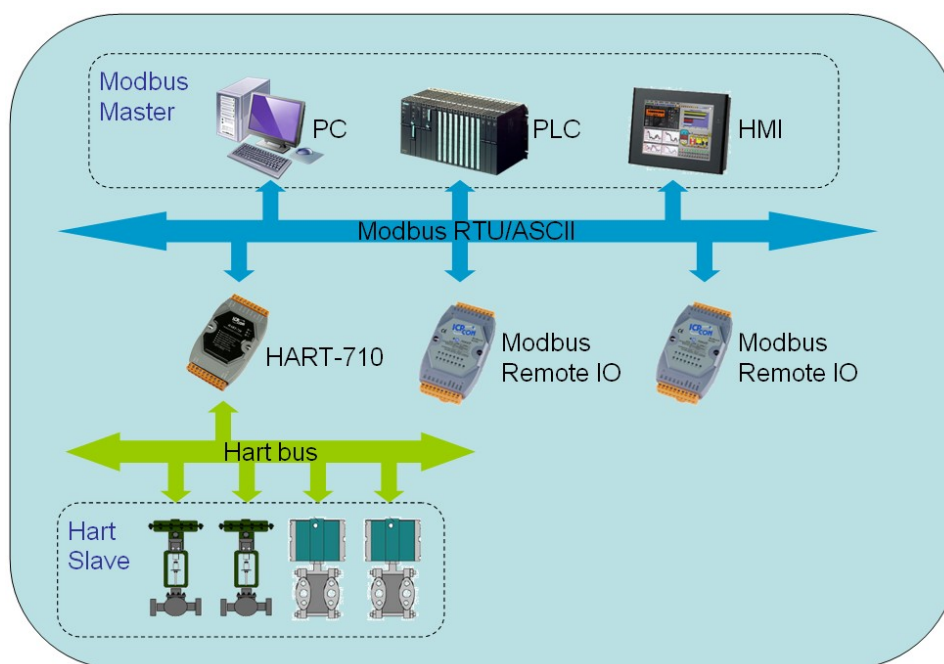 Modbus
Master
PC
PLC
HMI
Modbus RTU/ASCII
HART-710
Modbus
Remote IO
Modbus
Remote IO
Hart bus
Hart
Slave